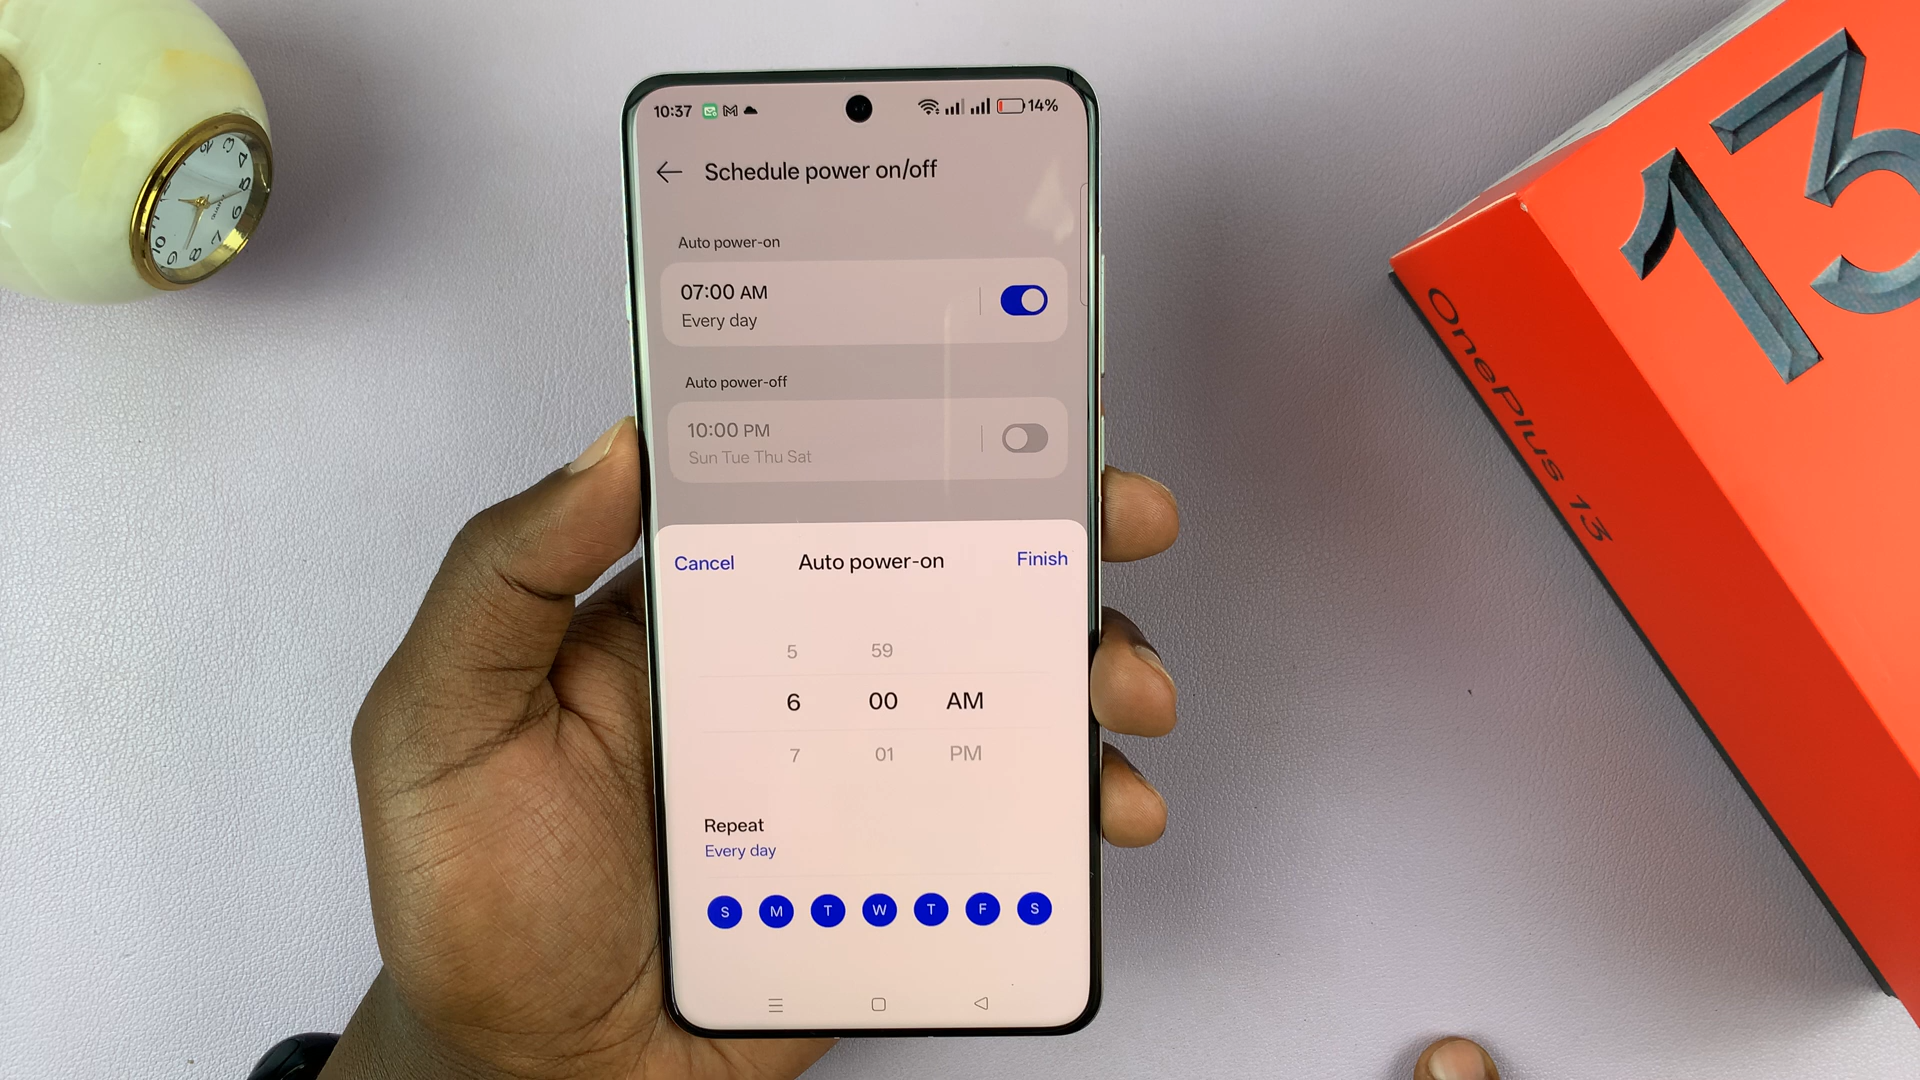 10:37
14%
Schedule power on/off
Auto power-on
07:00 AM
Every day
Auto power-off
10:00 PM
Sun Tue Thu Sat
Cancel Auto power-on Finish
5 59
6 00 AM
7 01 PM
Repeat
Every day
S M T W T F S
13
OnePlus 13